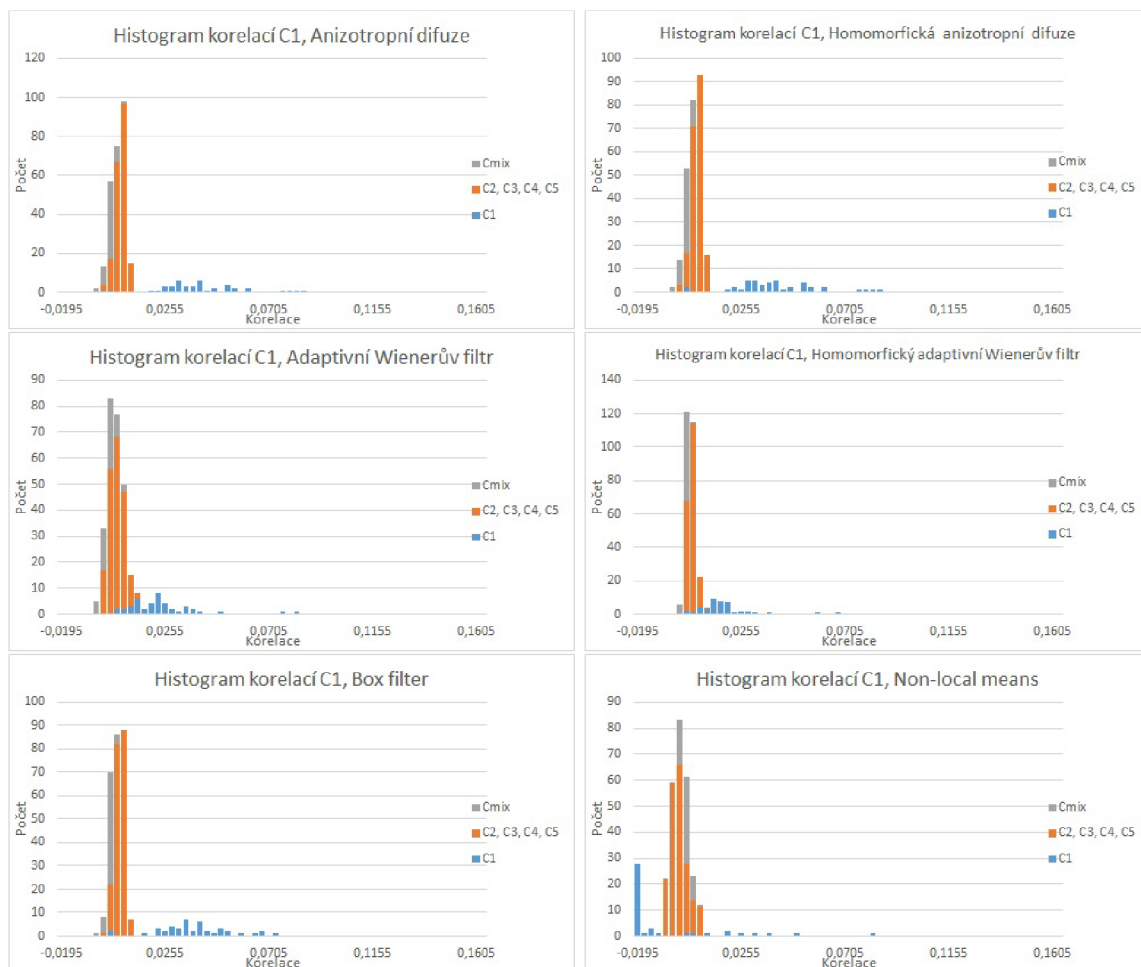 Histogram korelací C1, Anizotropní difuze
120
100
80
60
40
20
0
Počet
-0,0195 0,0255 0,0705 0,1155 0,1605
Korelace
Cmix
C2, C3, C4, C5
C1
Histogram korelací C1, Homomorfická anizotropní difuze
100
90
80
70
60
50
40
30
20
10
0
Počet
-0,0195 0,0255 0,0705 0,1155 0,1605
Korelace
Cmix
C2, C3, C4, C5
C1
Histogram korelací C1, Adaptivní Wienerův filtr
90
80
70
60
50
40
30
20
10
0
Počet
-0,0195 0,0255 0,0705 0,1155 0,1605
Korelace
Cmix
C2, C3, C4, C5
C1
Histogram korelací C1, Homomorfický adaptivní Wienerův filtr
140
120
100
80
60
40
20
0
Počet
-0,0195 0,0255 0,0705 0,1155 0,1605
Korelace
Cmix
C2, C3, C4, C5
C1
Histogram korelací C1, Box filter
100
90
80
70
60
50
40
30
20
10
0
Počet
-0,0195 0,0255 0,0705 0,1155 0,1605
Korelace
Cmix
C2, C3, C4, C5
C1
Histogram korelací C1, Non-local means
90
80
70
60
50
40
30
20
10
0
Počet
-0,0195 0,0255 0,0705 0,1155 0,1605
Korelace
Cmix
C2, C3, C4, C5
C1